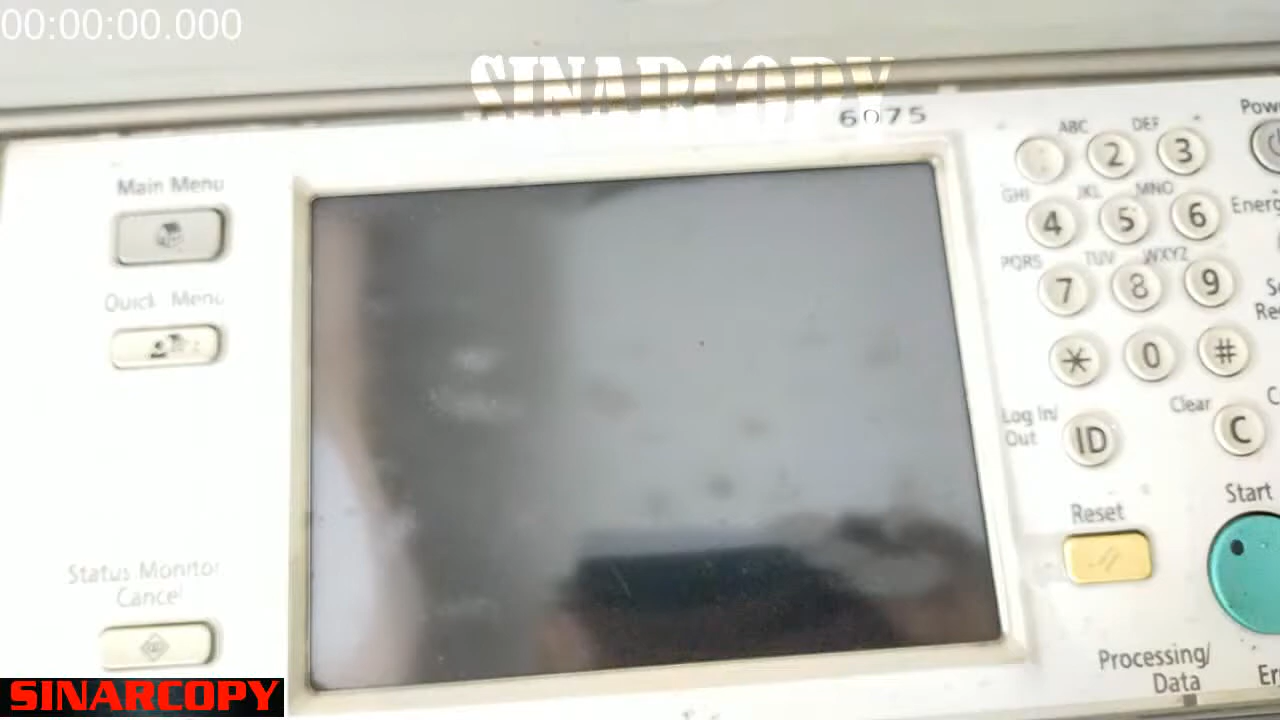 00:00:00.000
SINARCOPY
6075
Main Menu
Quick Menu
Status Monitor
Cancel
ABC
DEF
2
3
GHI
JKL
MNO
4
5
6
PQRS
TUV
WXYZ
7
8
9
*
0
#
Log In/
Out
ID
Clear
C
Reset
Start
Processing/
Data
SINARCOPY